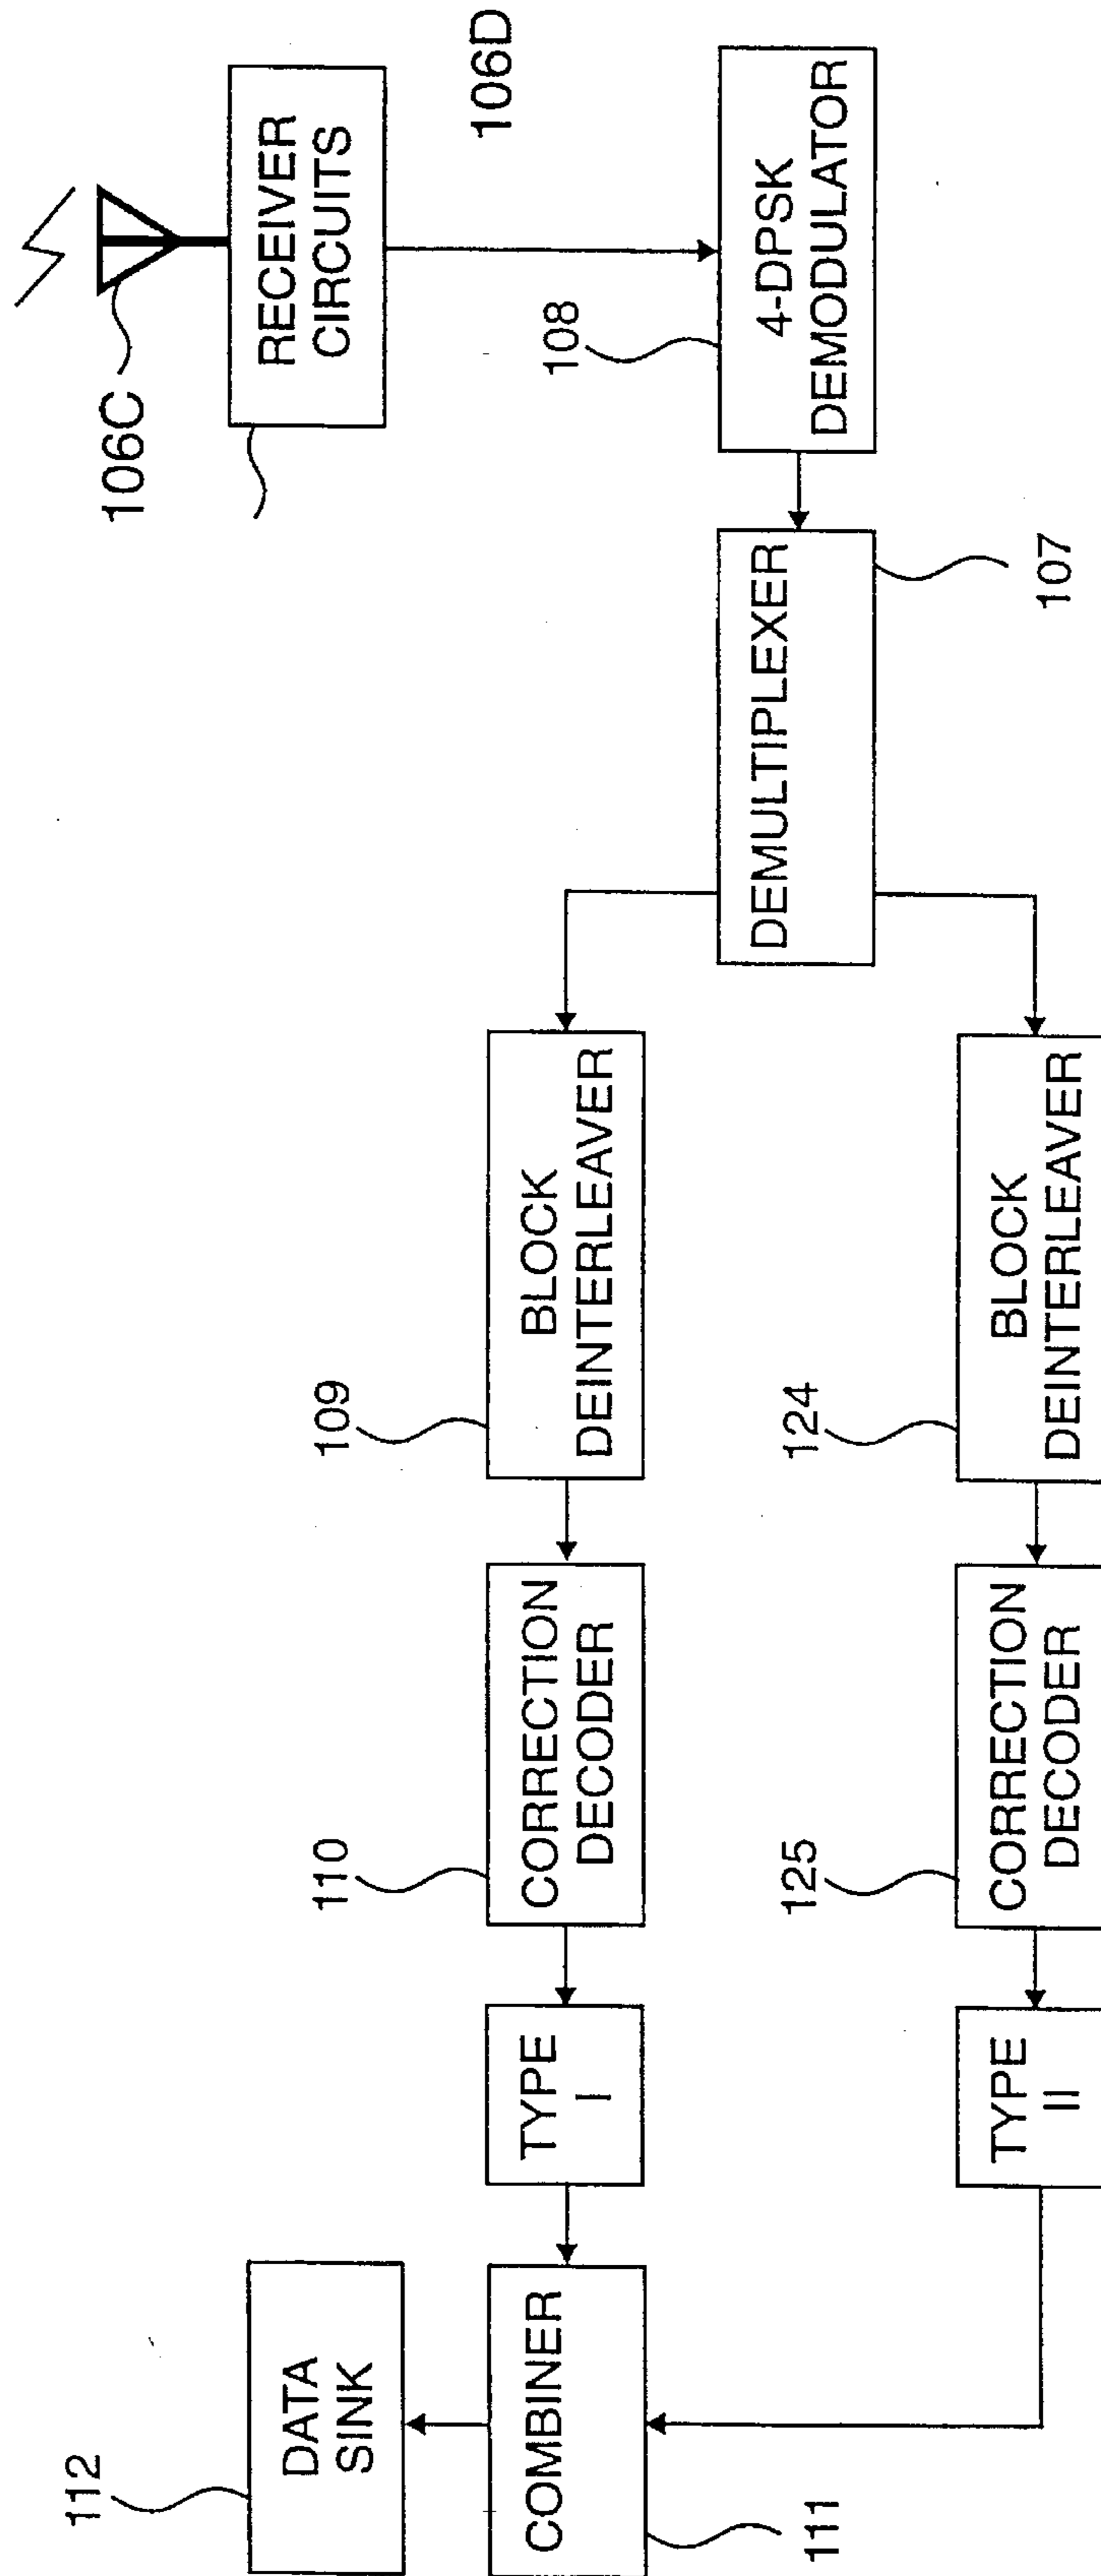 106C
RECEIVER
CIRCUITS
106D
108
4-DPSK
DEMODULATOR
DEMULTIPLEXER
107
109
BLOCK
DEINTERLEAVER
124
BLOCK
DEINTERLEAVER
110
CORRECTION
DECODER
125
CORRECTION
DECODER
TYPE
I
TYPE
II
112
DATA
SINK
COMBINER
111